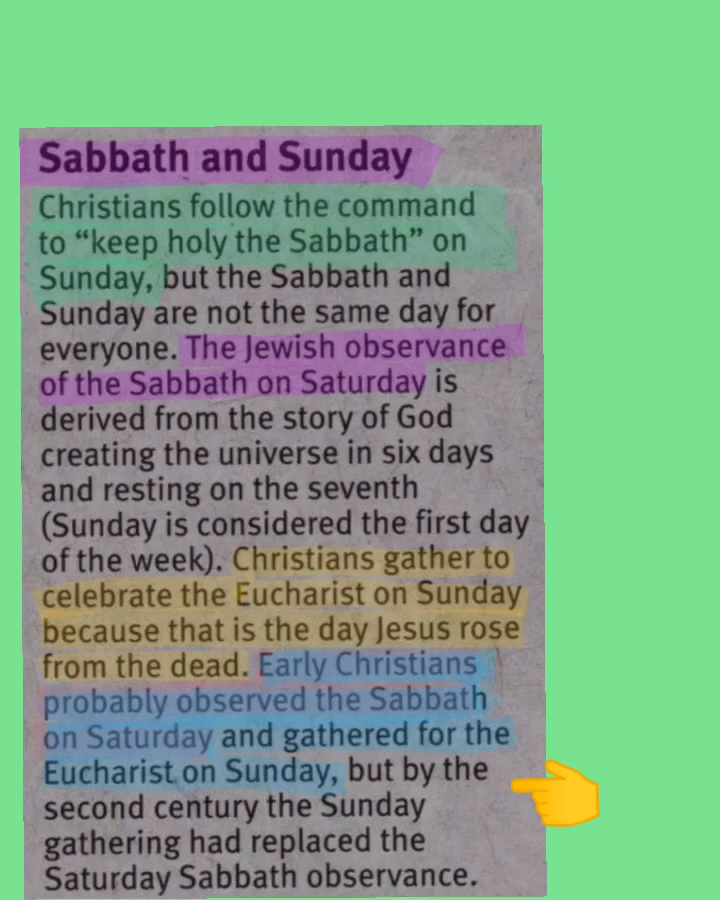 Sabbath and Sunday
Christians follow the command
to “keep holy the Sabbath” on
Sunday, but the Sabbath and
Sunday are not the same day for
everyone. The Jewish observance
of the Sabbath on Saturday is
derived from the story of God
creating the universe in six days
and resting on the seventh
(Sunday is considered the first day
of the week). Christians gather to
celebrate the Eucharist on Sunday
because that is the day Jesus rose
from the dead. Early Christians
probably observed the Sabbath
on Saturday and gathered for the
Eucharist on Sunday, but by the
second century the Sunday
gathering had replaced the
Saturday Sabbath observance.